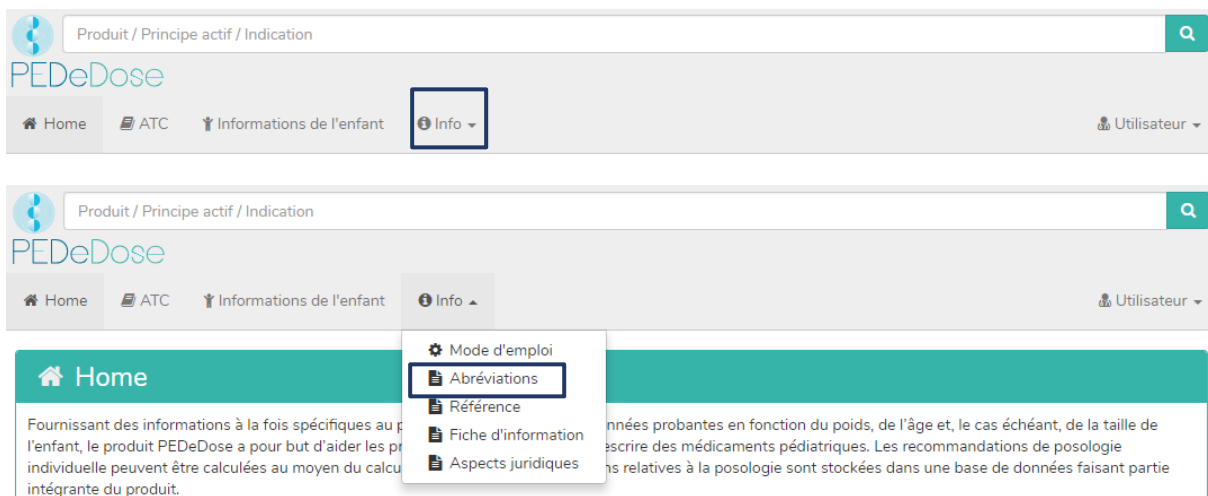 Produit / Principe actif / Indication
PEDeDose
Home ATC Informations de l'enfant Info Utilisateur
Produit / Principe actif / Indication
PEDeDose
Home ATC Informations de l'enfant Info Utilisateur
Mode d'emploi
Abréviations
Référence
Fiche d'information
Aspects juridiques
Home
Fournissant des informations à la fois spécifiques au p nnées probantes en fonction du poids, de l'âge et, le cas échéant, de la taille de
l'enfant, le produit PEDeDose a pour but d'aider les pr escrire des médicaments pédiatriques. Les recommandations de posologie
individuelle peuvent être calculées au moyen du calcu ns relatives à la posologie sont stockées dans une base de données faisant partie
intégrante du produit.